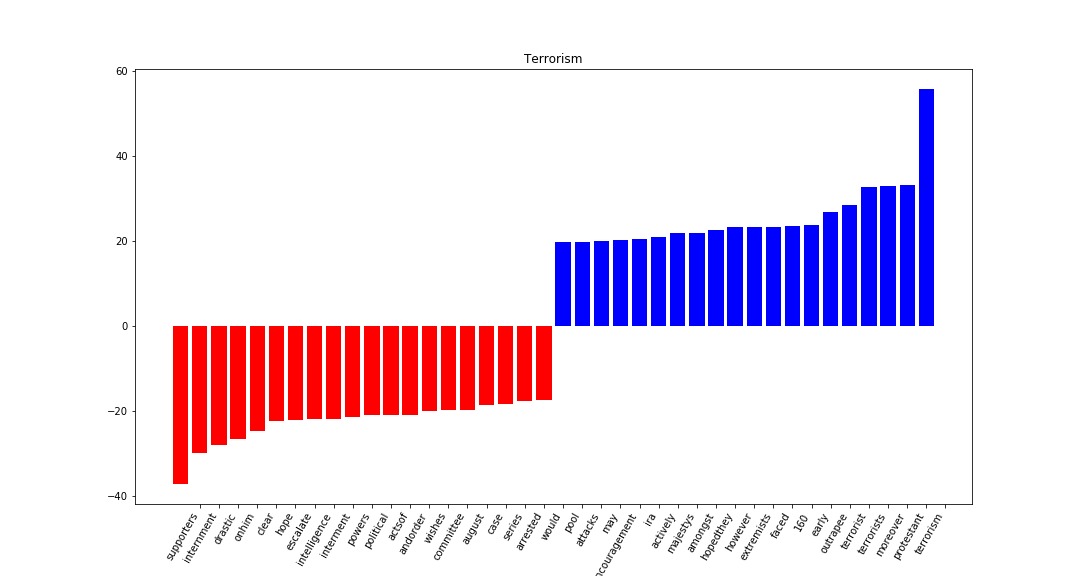 Terrorism
60
40
20
0
−20
−40
supporters
internment
drastic
onhim
clear
hope
escalate
intelligence
interment
powers
political
actsof
andorder
wishes
committee
august
case
series
arrested
would
pool
attacks
may
ncouragement
ira
actively
majestys
amongst
hopedthey
however
extremists
faced
160
early
outrapee
terrorist
terrorists
moreover
protestant
terrorism